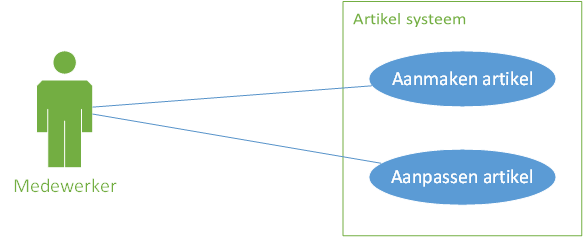 Artikel systeem
Aanmaken artikel
Aanpassen artikel
Medewerker